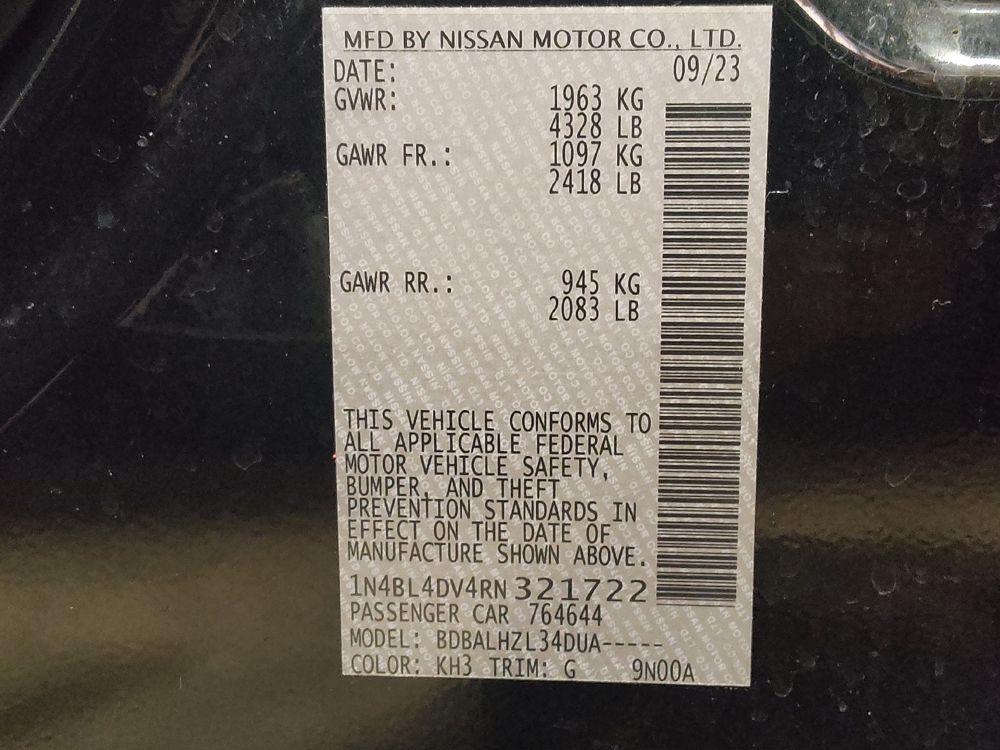 MFD BY NISSAN MOTOR CO., LTD.
DATE: 09/23
GVWR: 1963 KG
4328 LB
GAWR FR.: 1097 KG
2418 LB
GAWR RR.: 945 KG
2083 LB
THIS VEHICLE CONFORMS TO
ALL APPLICABLE FEDERAL
MOTOR VEHICLE SAFETY,
BUMPER, AND THEFT
PREVENTION STANDARDS IN
EFFECT ON THE DATE OF
MANUFACTURE SHOWN ABOVE.
1N4BL4DV4RN321722
PASSENGER CAR 764644
MODEL: BDBALHZL34DUA-----
COLOR: KH3 TRIM: G 9N00A